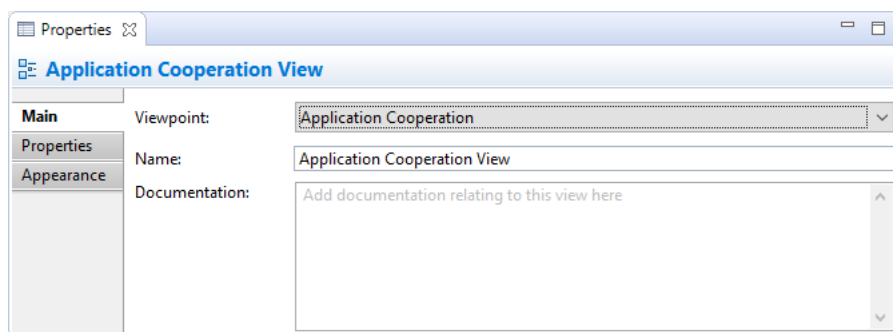 Properties
Application Cooperation View
Main
Viewpoint:
Application Cooperation
Properties
Name:
Application Cooperation View
Appearance
Documentation:
Add documentation relating to this view here